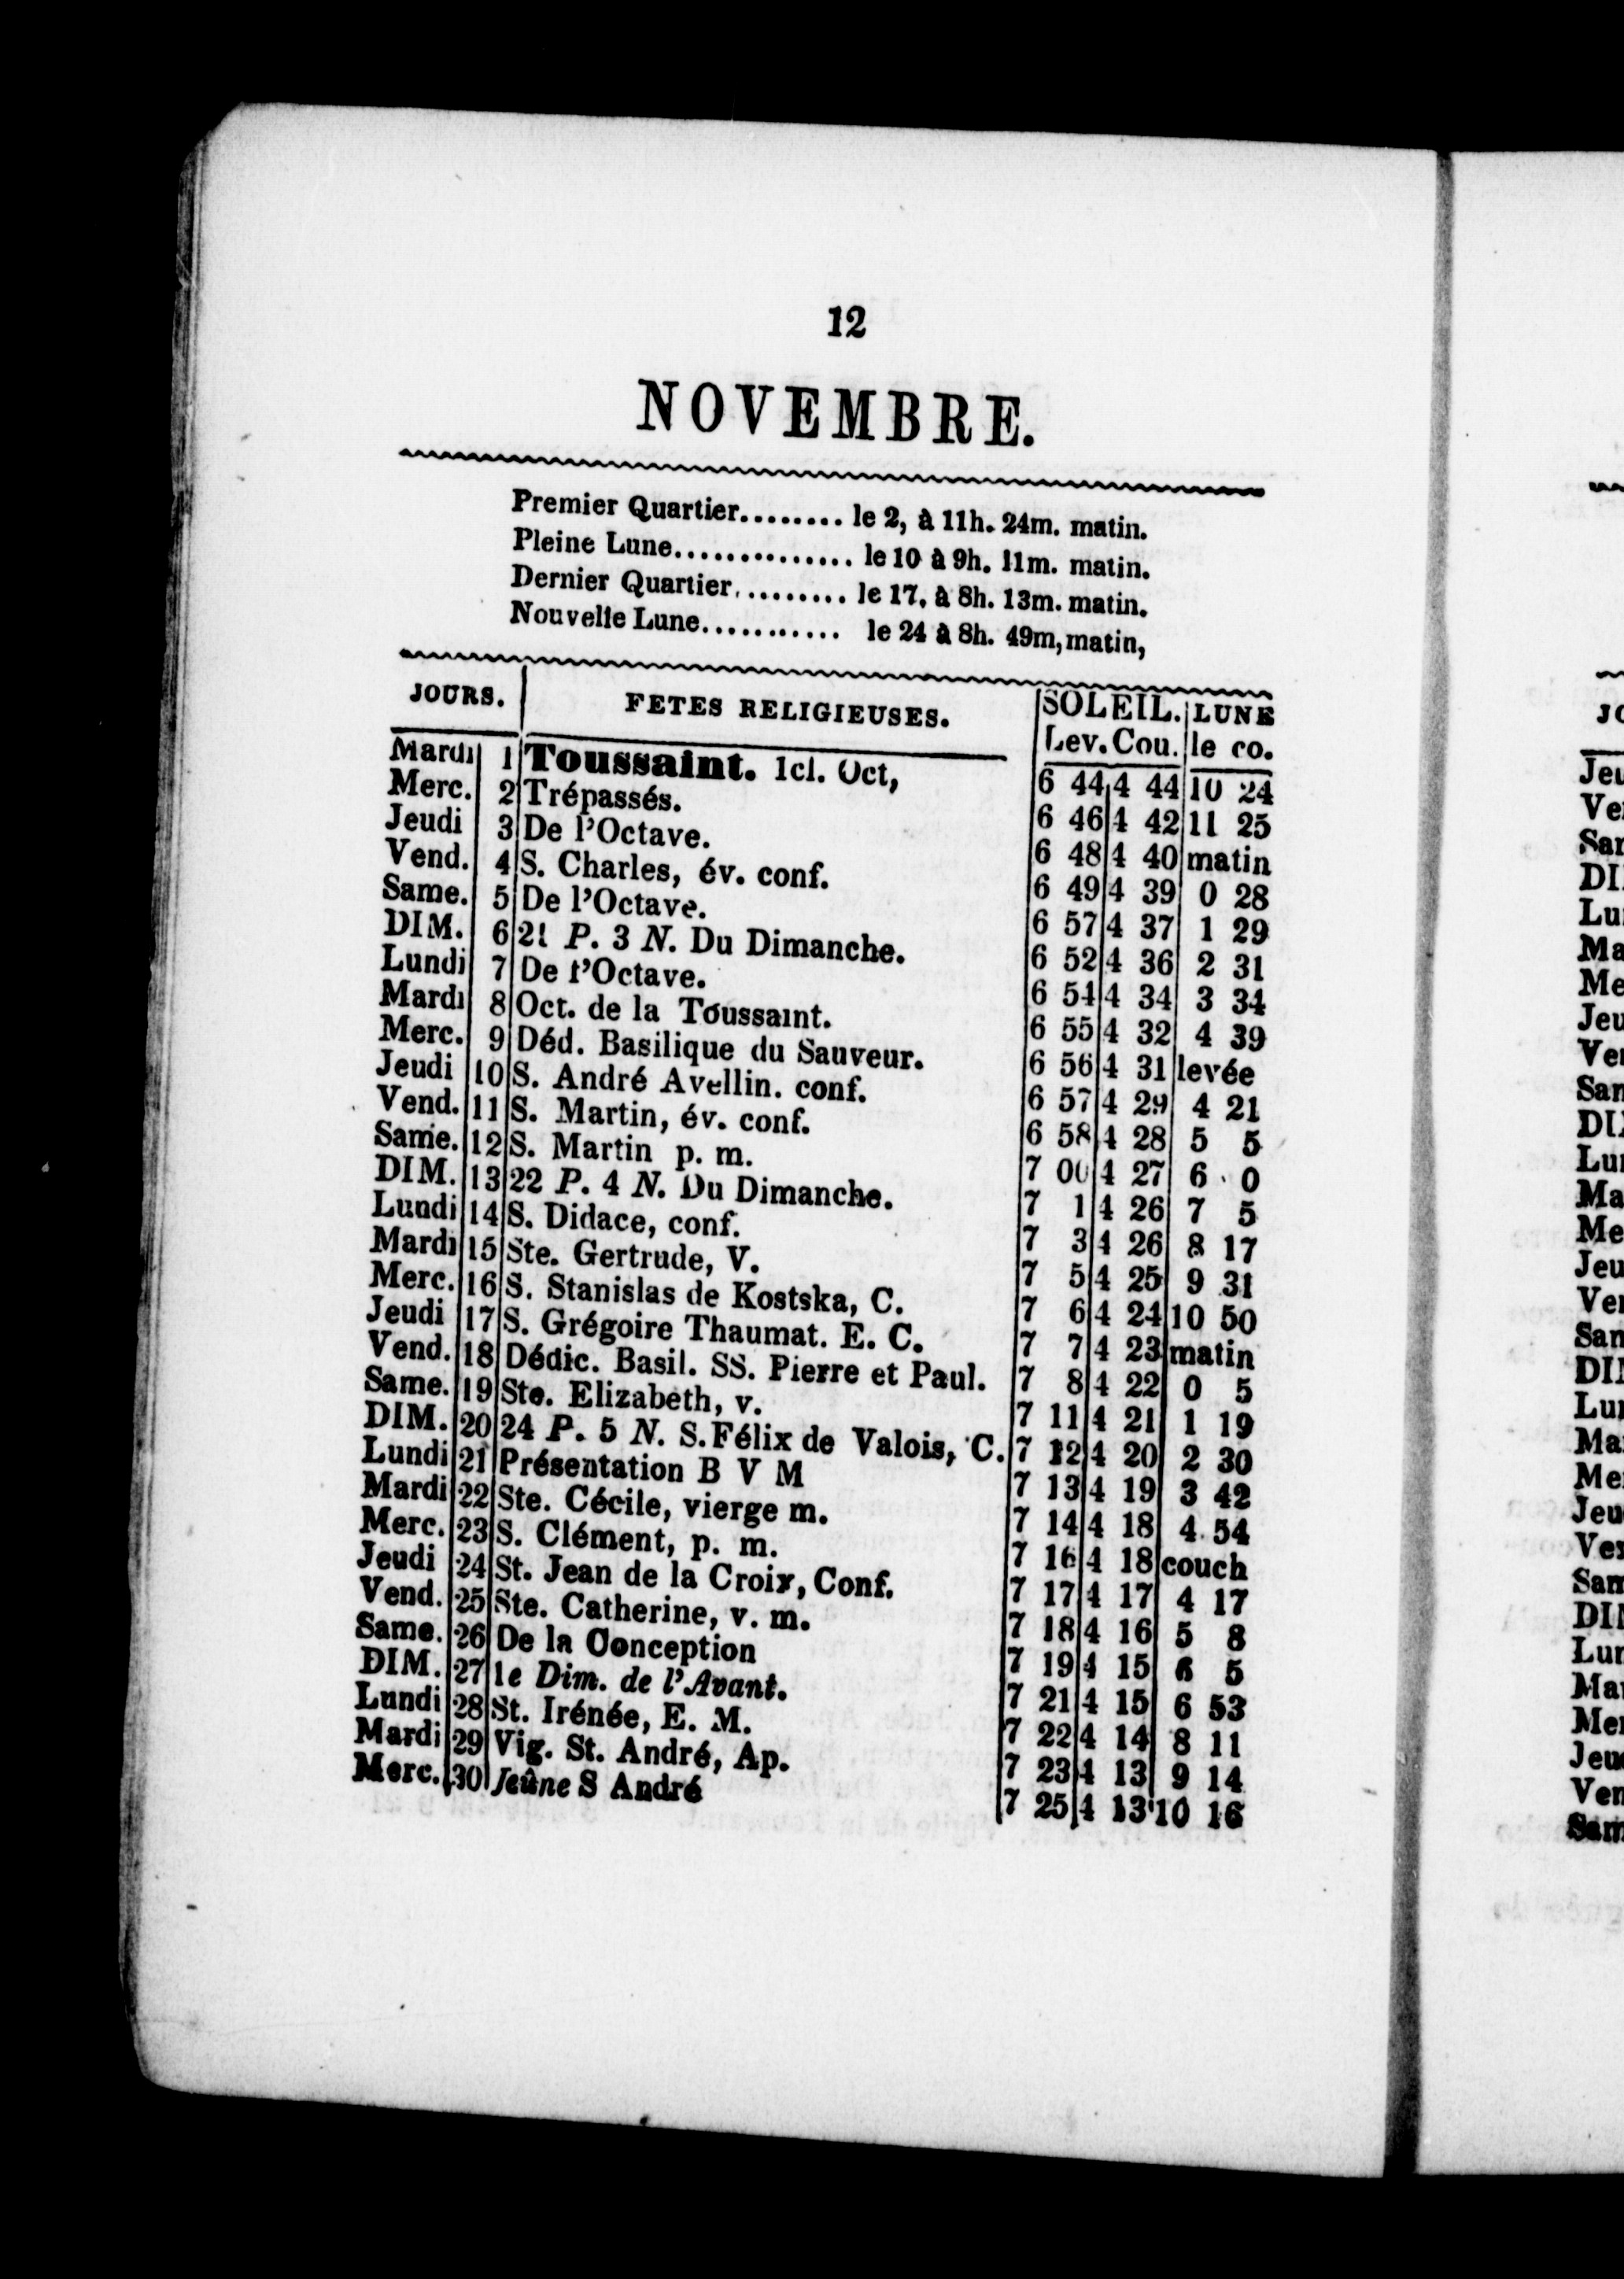 12
NOVEMBRE.
Premier Quartier........ le 2, à 11h. 24m. matin.
Pleine Lune.............. le 10 à 9h. 11m. matin.
Dernier Quartier......... le 17, à 8h. 13m. matin.
Nouvelle Lune........... le 24 à 8h. 49m, matin,
JOURS. FETES RELIGIEUSES. SOLEIL. LUNE
Lev. Cou. le co.
Mardi 1 Toussaint. 1cl. Oct, 6 44 4 44 10 24
Merc. 2 Trépassés. 6 46 4 42 11 25
Jeudi 3 De l'Octave. 6 48 4 40 matin
Vend. 4 S. Charles, év. conf. 6 49 4 39 0 28
Same. 5 De l'Octave. 6 57 4 37 1 29
DIM. 6 21 P. 3 N. Du Dimanche. 6 52 4 36 2 31
Lundi 7 De l'Octave. 6 54 4 34 3 34
Mardi 8 Oct. de la Toussaint. 6 55 4 32 4 39
Merc. 9 Déd. Basilique du Sauveur. 6 56 4 31 levée
Jeudi 10 S. André Avellin. conf. 6 57 4 29 4 21
Vend. 11 S. Martin, év. conf. 6 58 4 28 5 5
Same. 12 S. Martin p. m. 7 00 4 27 6 0
DIM. 13 22 P. 4 N. Du Dimanche. 7 1 4 26 7 5
Lundi 14 S. Didace, conf. 7 3 4 26 8 17
Mardi 15 Ste. Gertrude, V. 7 5 4 25 9 31
Merc. 16 S. Stanislas de Kostska, C. 7 6 4 24 10 50
Jeudi 17 S. Grégoire Thaumat. E. C. 7 7 4 23 matin
Vend. 18 Dédic. Basil. SS. Pierre et Paul. 7 8 4 22 0 5
Same. 19 Ste. Elizabeth, v. 7 11 4 21 1 19
DIM. 20 24 P. 5 N. S. Félix de Valois, C. 7 12 4 20 2 30
Lundi 21 Présentation B V M 7 13 4 19 3 42
Mardi 22 Ste. Cécile, vierge m. 7 14 4 18 4 54
Merc. 23 S. Clément, p. m. 7 16 4 18 couch
Jeudi 24 St. Jean de la Croix, Conf. 7 17 4 17 4 17
Vend. 25 Ste. Catherine, v. m. 7 18 4 16 5 8
Same. 26 De la Conception 7 19 4 15 6 5
DIM. 27 1e Dim. de l'Avant. 7 21 4 15 6 53
Lundi 28 St. Irénée, E. M. 7 22 4 14 8 11
Mardi 29 Vig. St. André, Ap. 7 23 4 13 9 14
Merc. 30 Jeûne S André 7 25 4 13 10 16